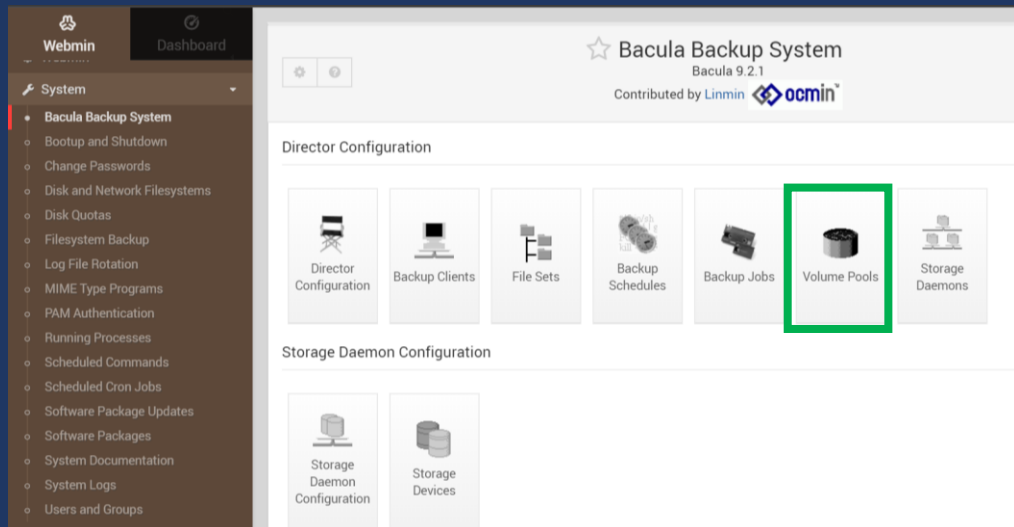 Webmin
Dashboard
System
Bacula Backup System
Bootup and Shutdown
Change Passwords
Disk and Network Filesystems
Disk Quotas
Filesystem Backup
Log File Rotation
MIME Type Programs
PAM Authentication
Running Processes
Scheduled Commands
Scheduled Cron Jobs
Software Package Updates
Software Packages
System Documentation
System Logs
Users and Groups
Bacula Backup System
Bacula 9.2.1
Contributed by Linmin ocmin
Director Configuration
Director
Configuration
Backup Clients
File Sets
Backup
Schedules
Backup Jobs
Volume Pools
Storage
Daemons
Storage Daemon Configuration
Storage
Daemon
Configuration
Storage
Devices